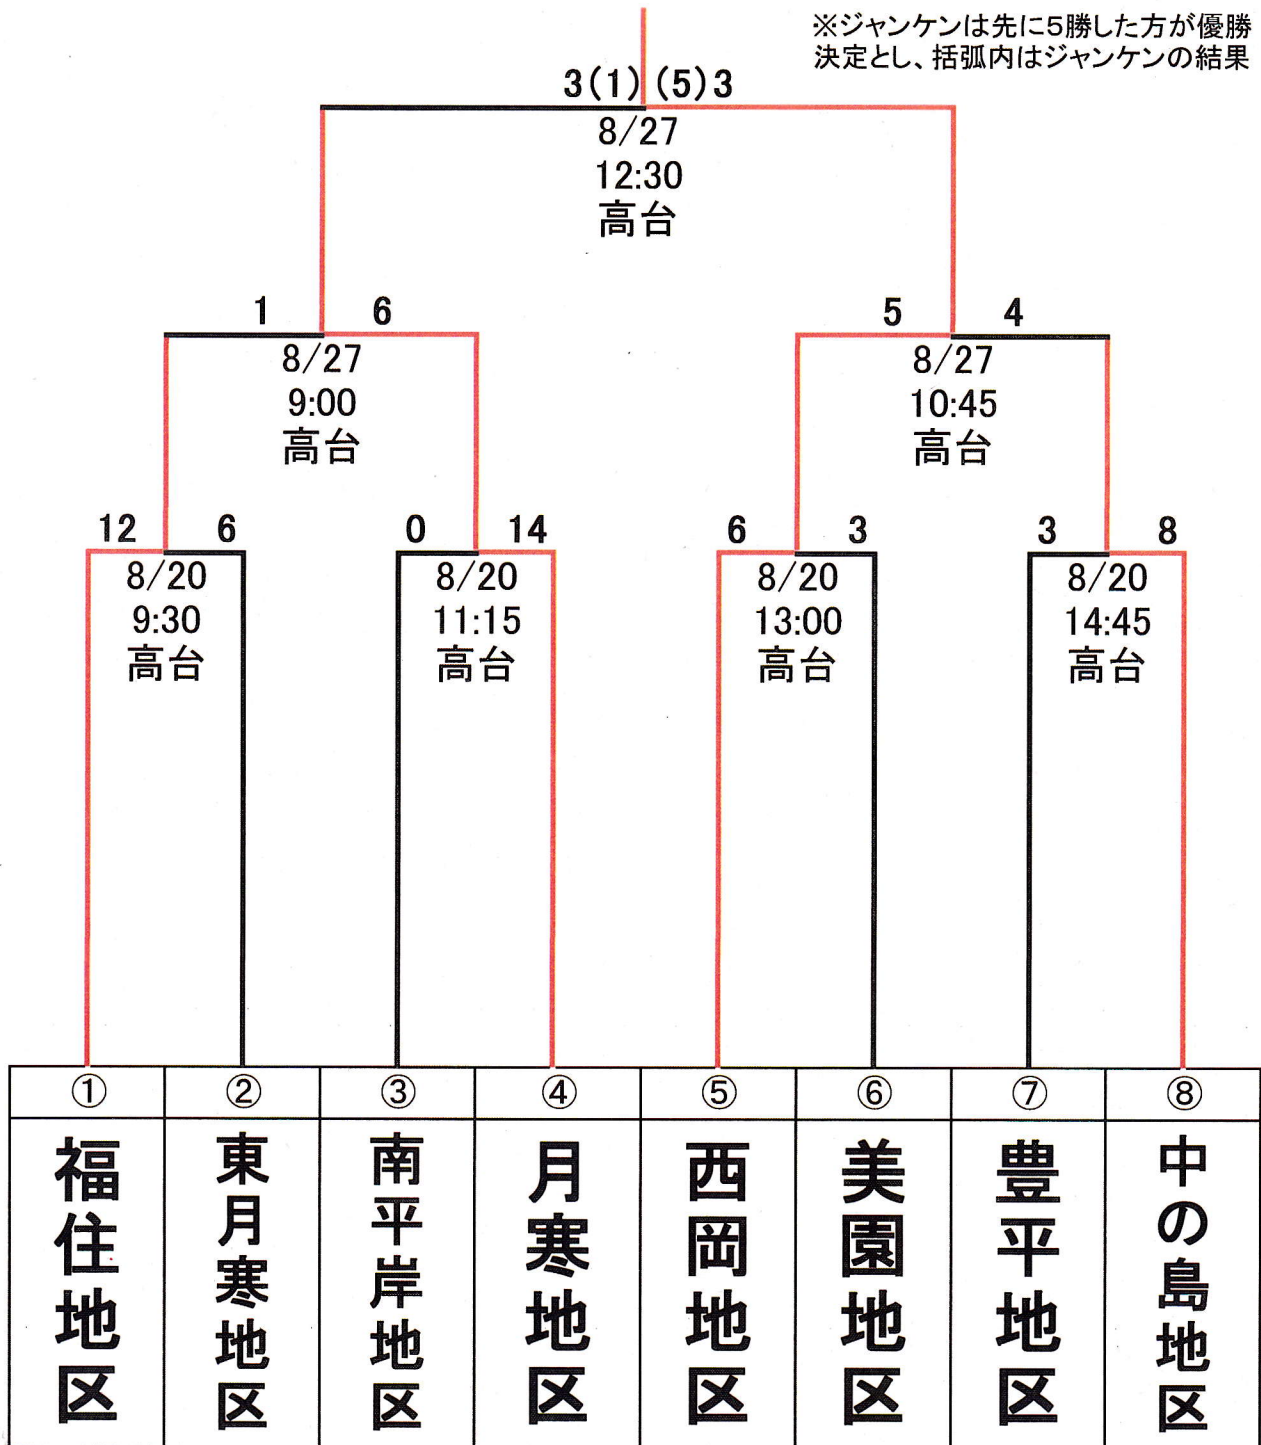 ※ジャンケンは先に5勝した方が優勝
決定とし、括弧内はジャンケンの結果
3(1) (5)3
8/27
12:30
高台
1 6
8/27
9:00
高台
5 4
8/27
10:45
高台
12 6
8/20
9:30
高台
0 14
8/20
11:15
高台
6 3
8/20
13:00
高台
3 8
8/20
14:45
高台
① ② ③ ④ ⑤ ⑥ ⑦ ⑧
福住地区
東月寒地区
南平岸地区
月寒地区
西岡地区
美園地区
豊平地区
中の島地区